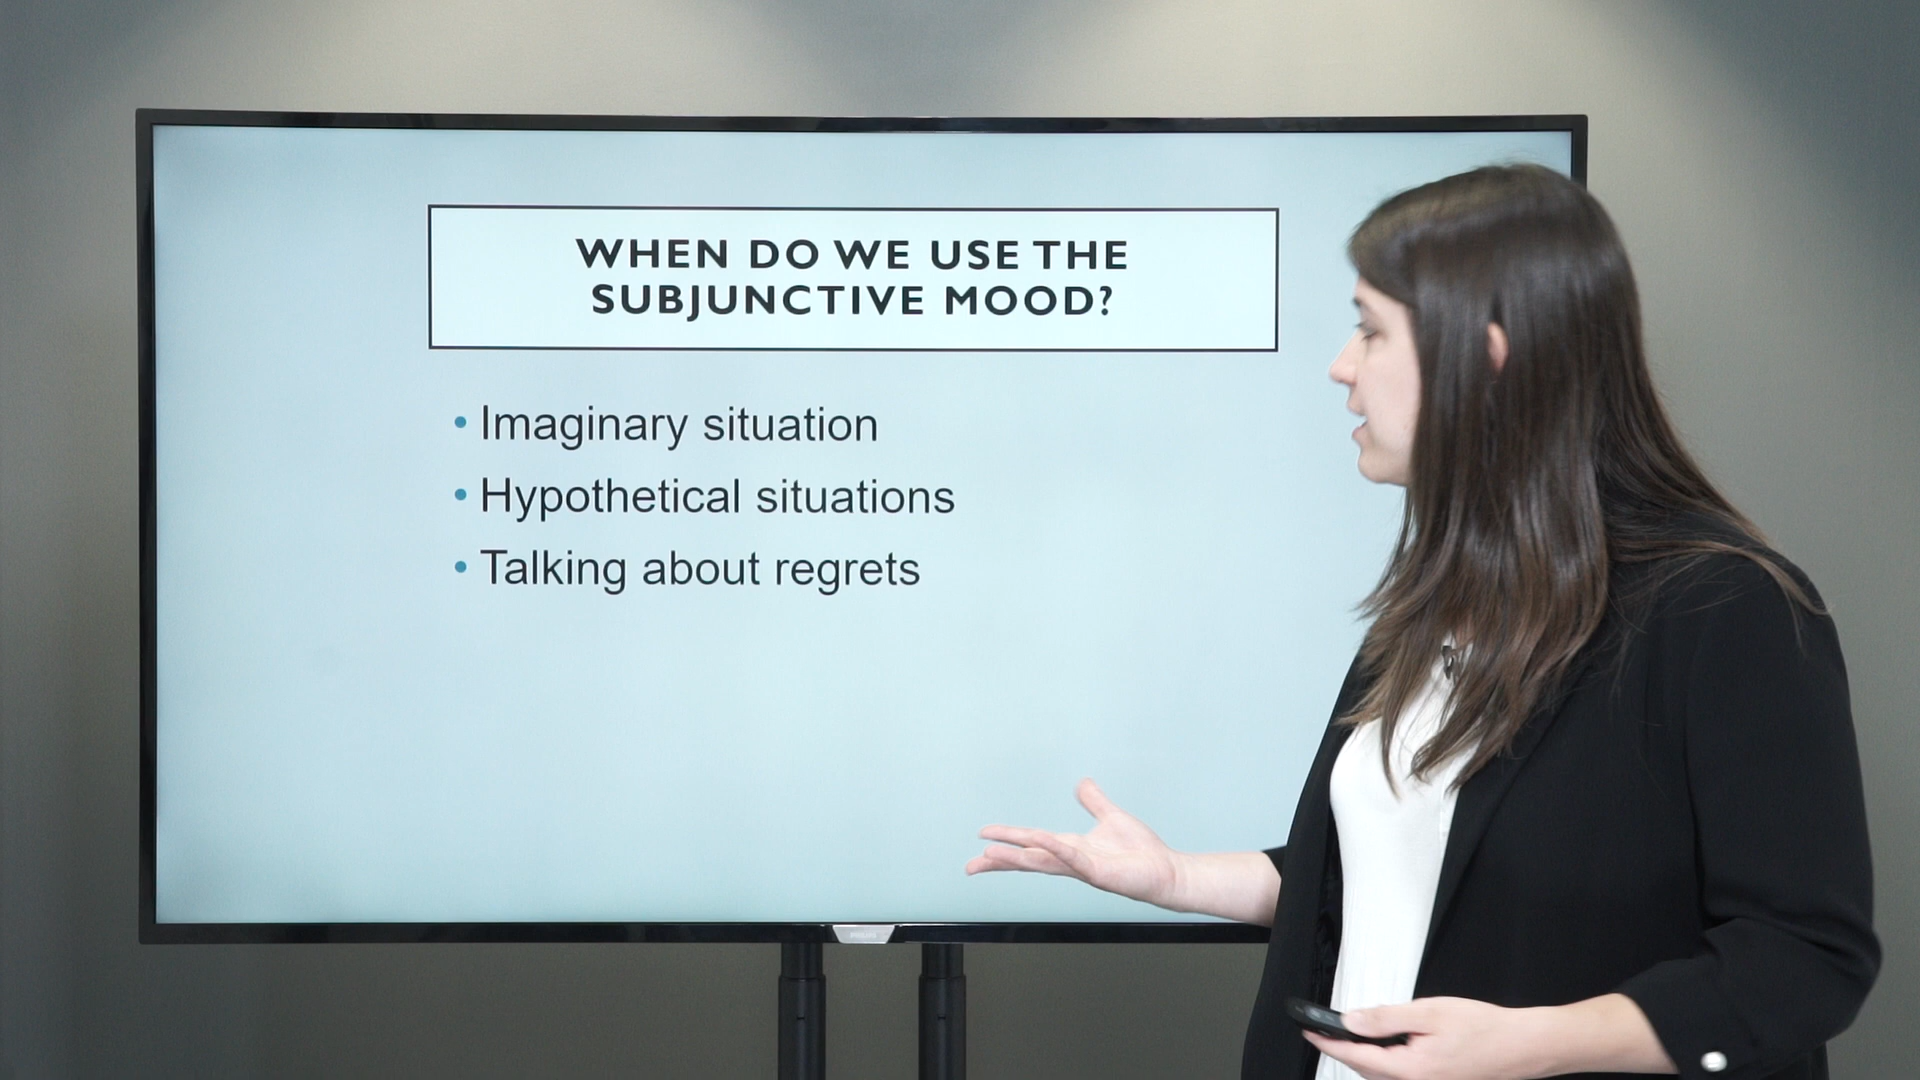 WHEN DO WE USE THE
SUBJUNCTIVE MOOD?
• Imaginary situation
• Hypothetical situations
• Talking about regrets